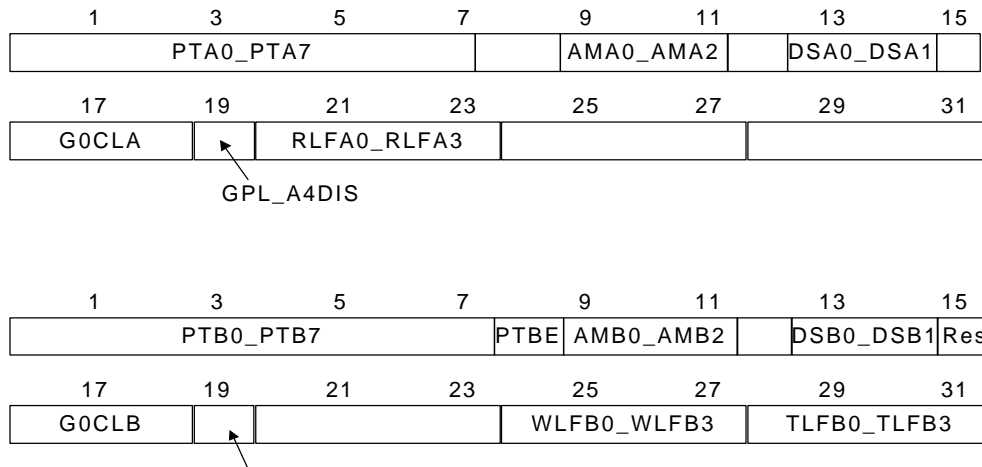 1 3 5 7 9 11 13 15
PTA0_PTA7 AMA0_AMA2 DSA0_DSA1
17 19 21 23 25 27 29 31
G0CLA RLFA0_RLFA3
GPL_A4DIS
1 3 5 7 9 11 13 15
PTB0_PTB7 PTBE AMB0_AMB2 DSB0_DSB1 Res
17 19 21 23 25 27 29 31
G0CLB WLFB0_WLFB3 TLFB0_TLFB3